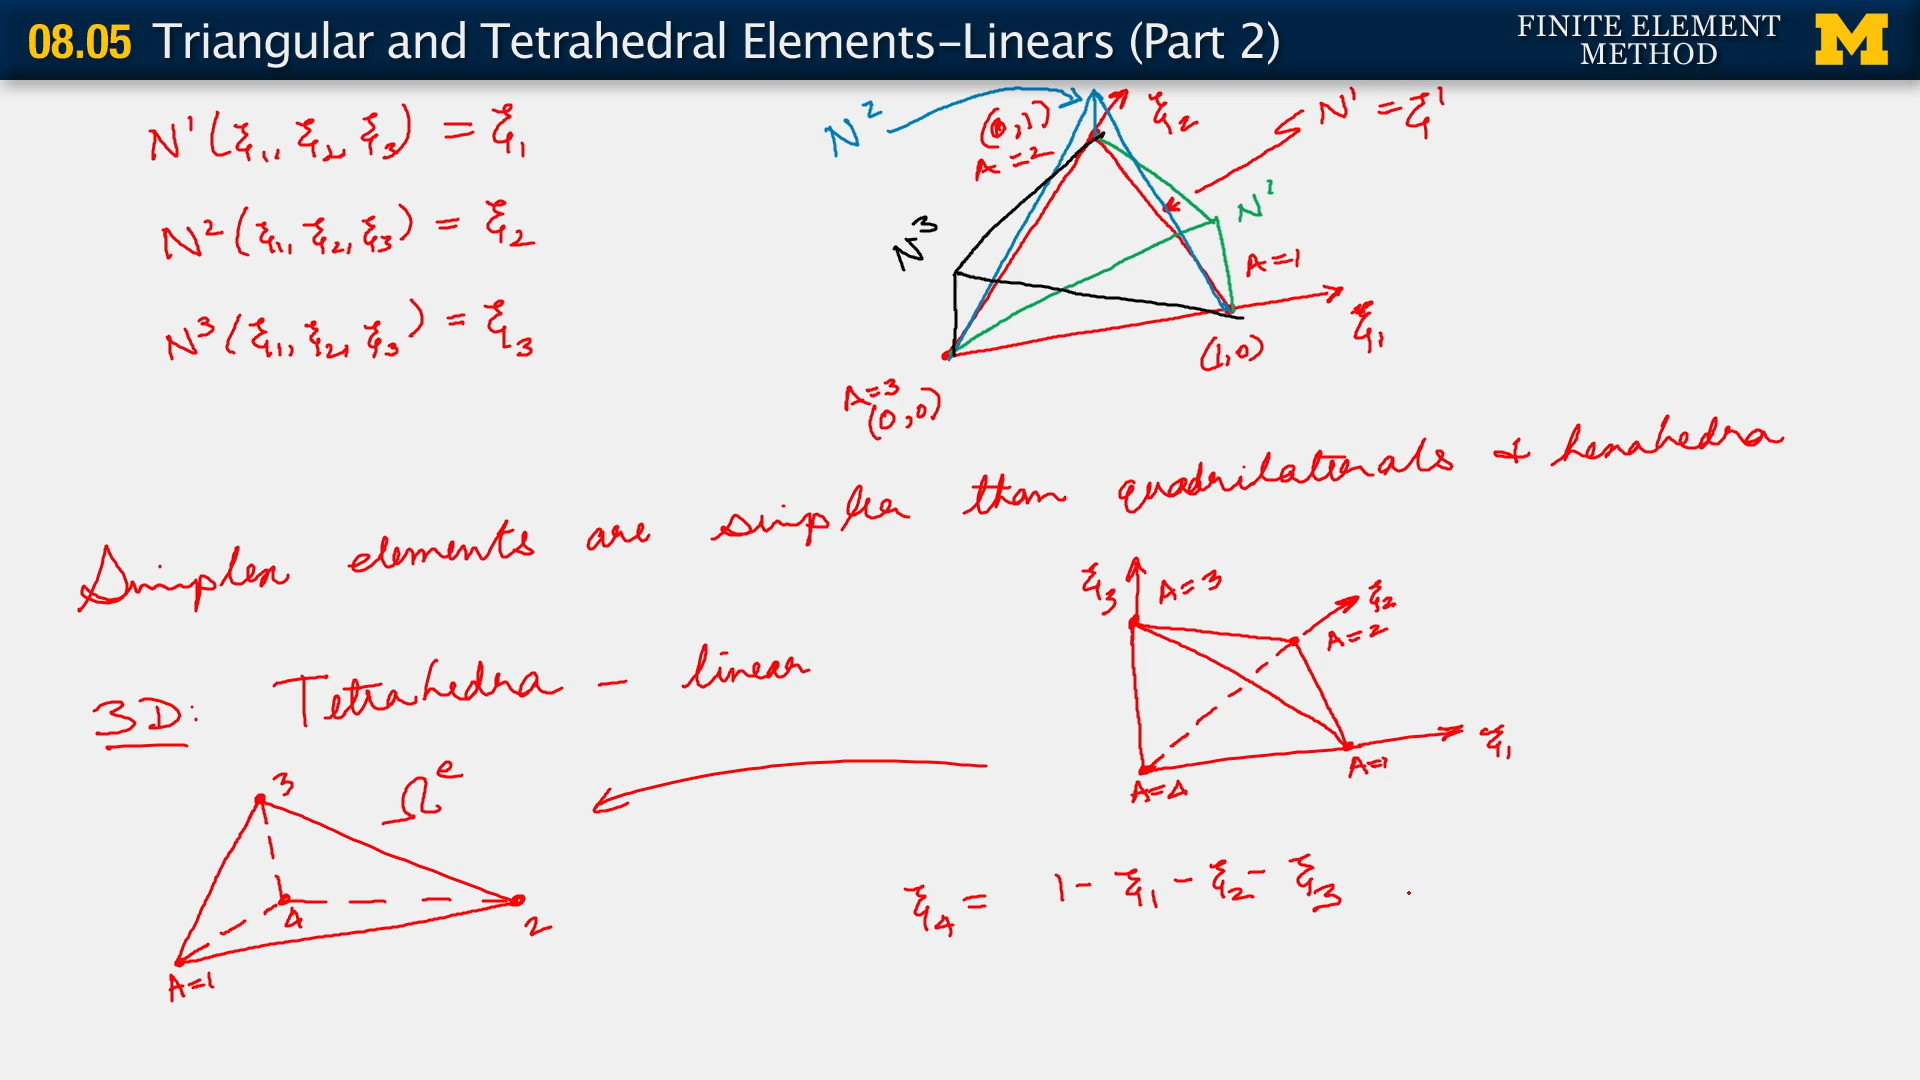 08.05 Triangular and Tetrahedral Elements–Linears (Part 2)
FINITE ELEMENT
METHOD
M
N¹(ξ₁, ξ₂, ξ₃) = ξ₁
N²(ξ₁, ξ₂, ξ₃) = ξ₂
N³(ξ₁, ξ₂, ξ₃) = ξ₃
N²
(0,1)
A=2
ξ₂
N¹ = ξ¹
N¹
N³
A=1
ξ₁
(1,0)
A=3
(0,0)
Simplex elements are simpler than quadrilaterals & hexahedra
3D: Tetrahedra – linear
ξ₃
A=3
ξ₂
A=2
ξ₁
A=1
A=4
3
Ωᵉ
4
2
A=1
ξ₄ = 1 - ξ₁ - ξ₂ - ξ₃